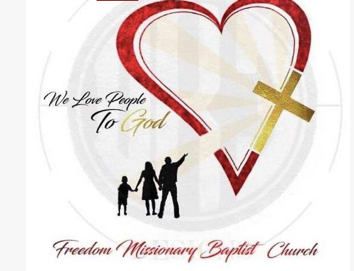 We Love People
To God
Freedom Missionary Baptist Church